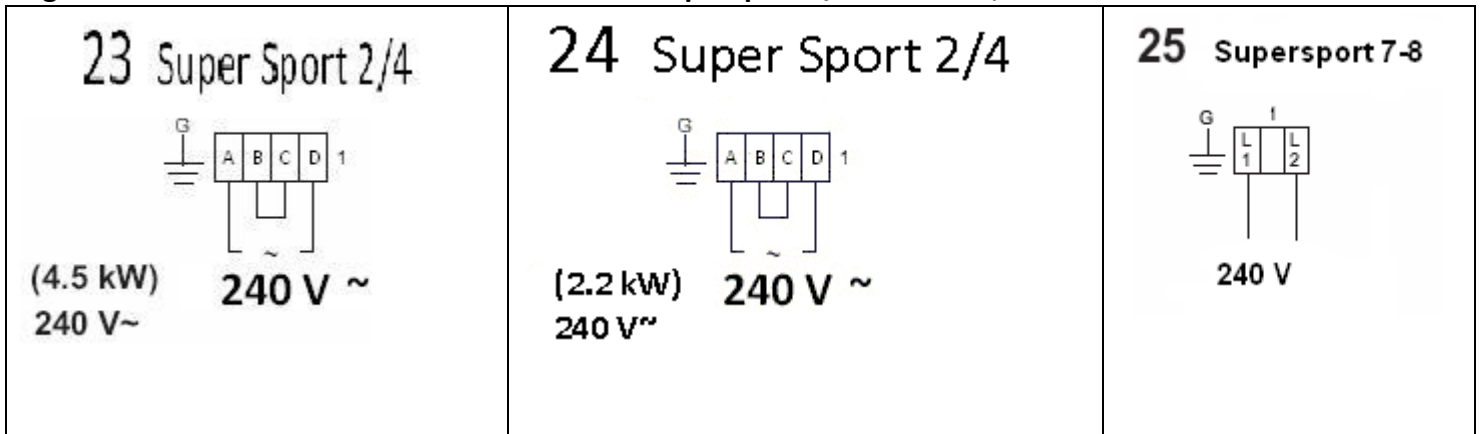 23 Super Sport 2/4
G
A B C D 1
~
(4.5 kW)
240 V ~
240 V~
24 Super Sport 2/4
G
A B C D 1
~
(2.2 kW)
240 V ~
240 V~
25 Supersport 7-8
G
1
L L
1 2
240 V